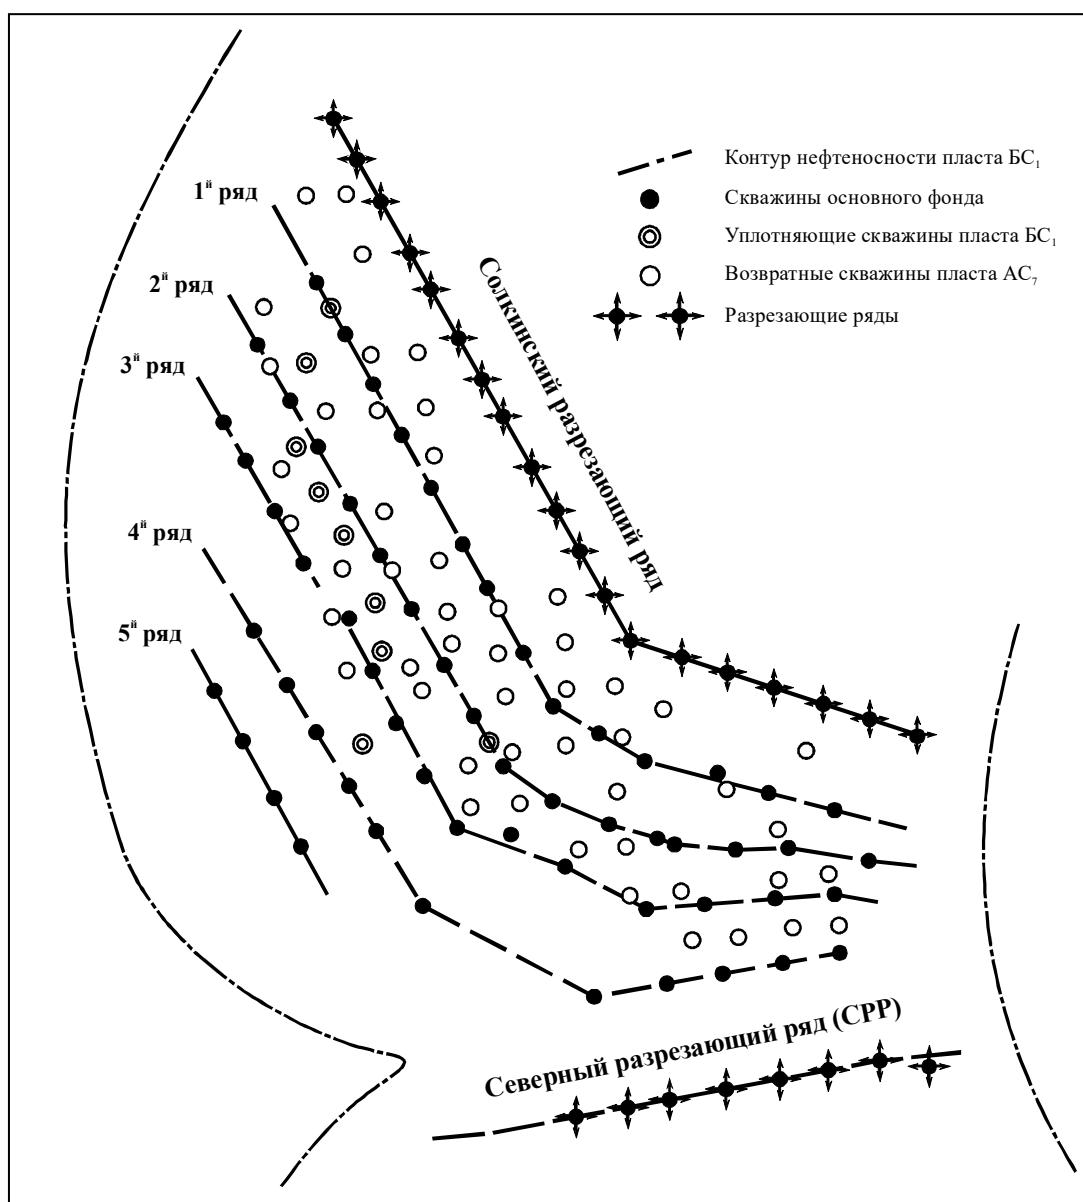 Контур нефтеносности пласта БС₁
1й ряд
Скважины основного фонда
Уплотняющие скважины пласта БС₁
Возвратные скважины пласта АС₇
2й ряд
Разрезающие ряды
3й ряд
Солкинский разрезающий ряд
4й ряд
5й ряд
Северный разрезающий ряд (СРР)